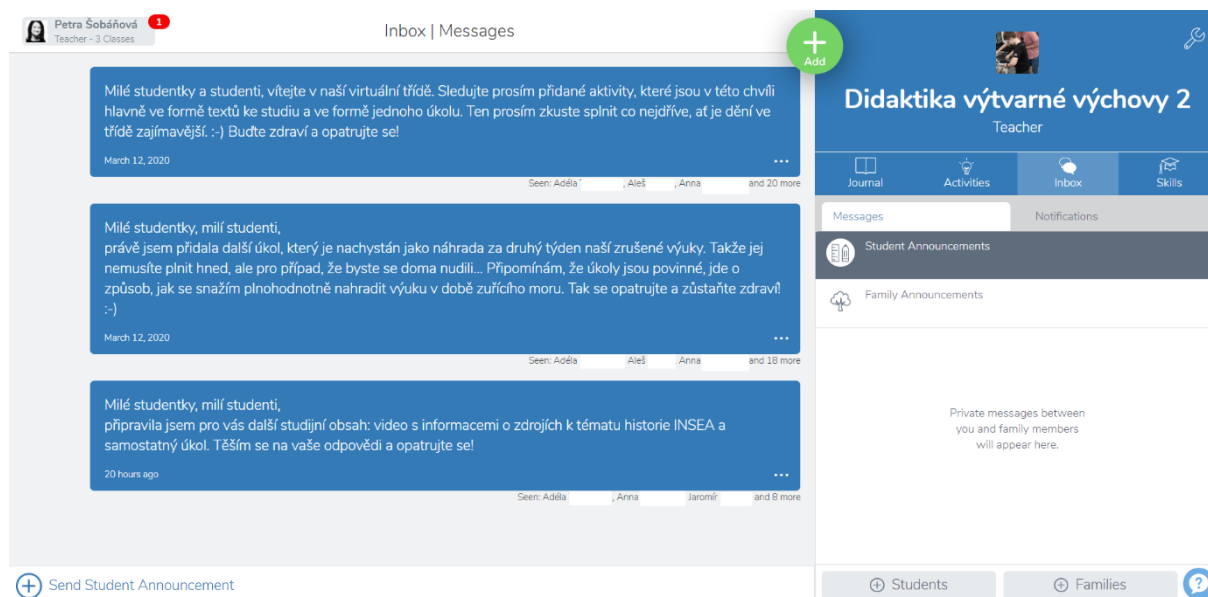 Petra Šobáňová
1
Teacher - 3 Classes
Inbox | Messages
Add
Milé studentky a studenti, vítejte v naší virtuální třídě. Sledujte prosím přidané aktivity, které jsou v této chvíli
hlavně ve formě textů ke studiu a ve formě jednoho úkolu. Ten prosím zkuste splnit co nejdříve, ať je dění ve
třídě zajímavější. :-) Buďte zdraví a opatrujte se!
March 12, 2020
...
Seen: Adéla , Aleš , Anna and 20 more
Milé studentky, milí studenti,
právě jsem přidala další úkol, který je nachystán jako náhrada za druhý týden naší zrušené výuky. Takže jej
nemusíte plnit hned, ale pro případ, že byste se doma nudili... Připomínám, že úkoly jsou povinné, jde o
způsob, jak se snažím plnohodnotně nahradit výuku v době zuřícího moru. Tak se opatrujte a zůstaňte zdraví!
:-)
March 12, 2020
...
Seen: Adéla Aleš Anna and 18 more
Milé studentky, milí studenti,
připravila jsem pro vás další studijní obsah: video s informacemi o zdrojích k tématu historie INSEA a
samostatný úkol. Těším se na vaše odpovědi a opatrujte se!
20 hours ago
...
Seen: Adéla , Anna Jaromír and 8 more
Send Student Announcement
Didaktika výtvarné výchovy 2
Teacher
Journal
Activities
Inbox
Skills
Messages
Notifications
Student Announcements
Family Announcements
Private messages between
you and family members
will appear here.
Students
Families
?